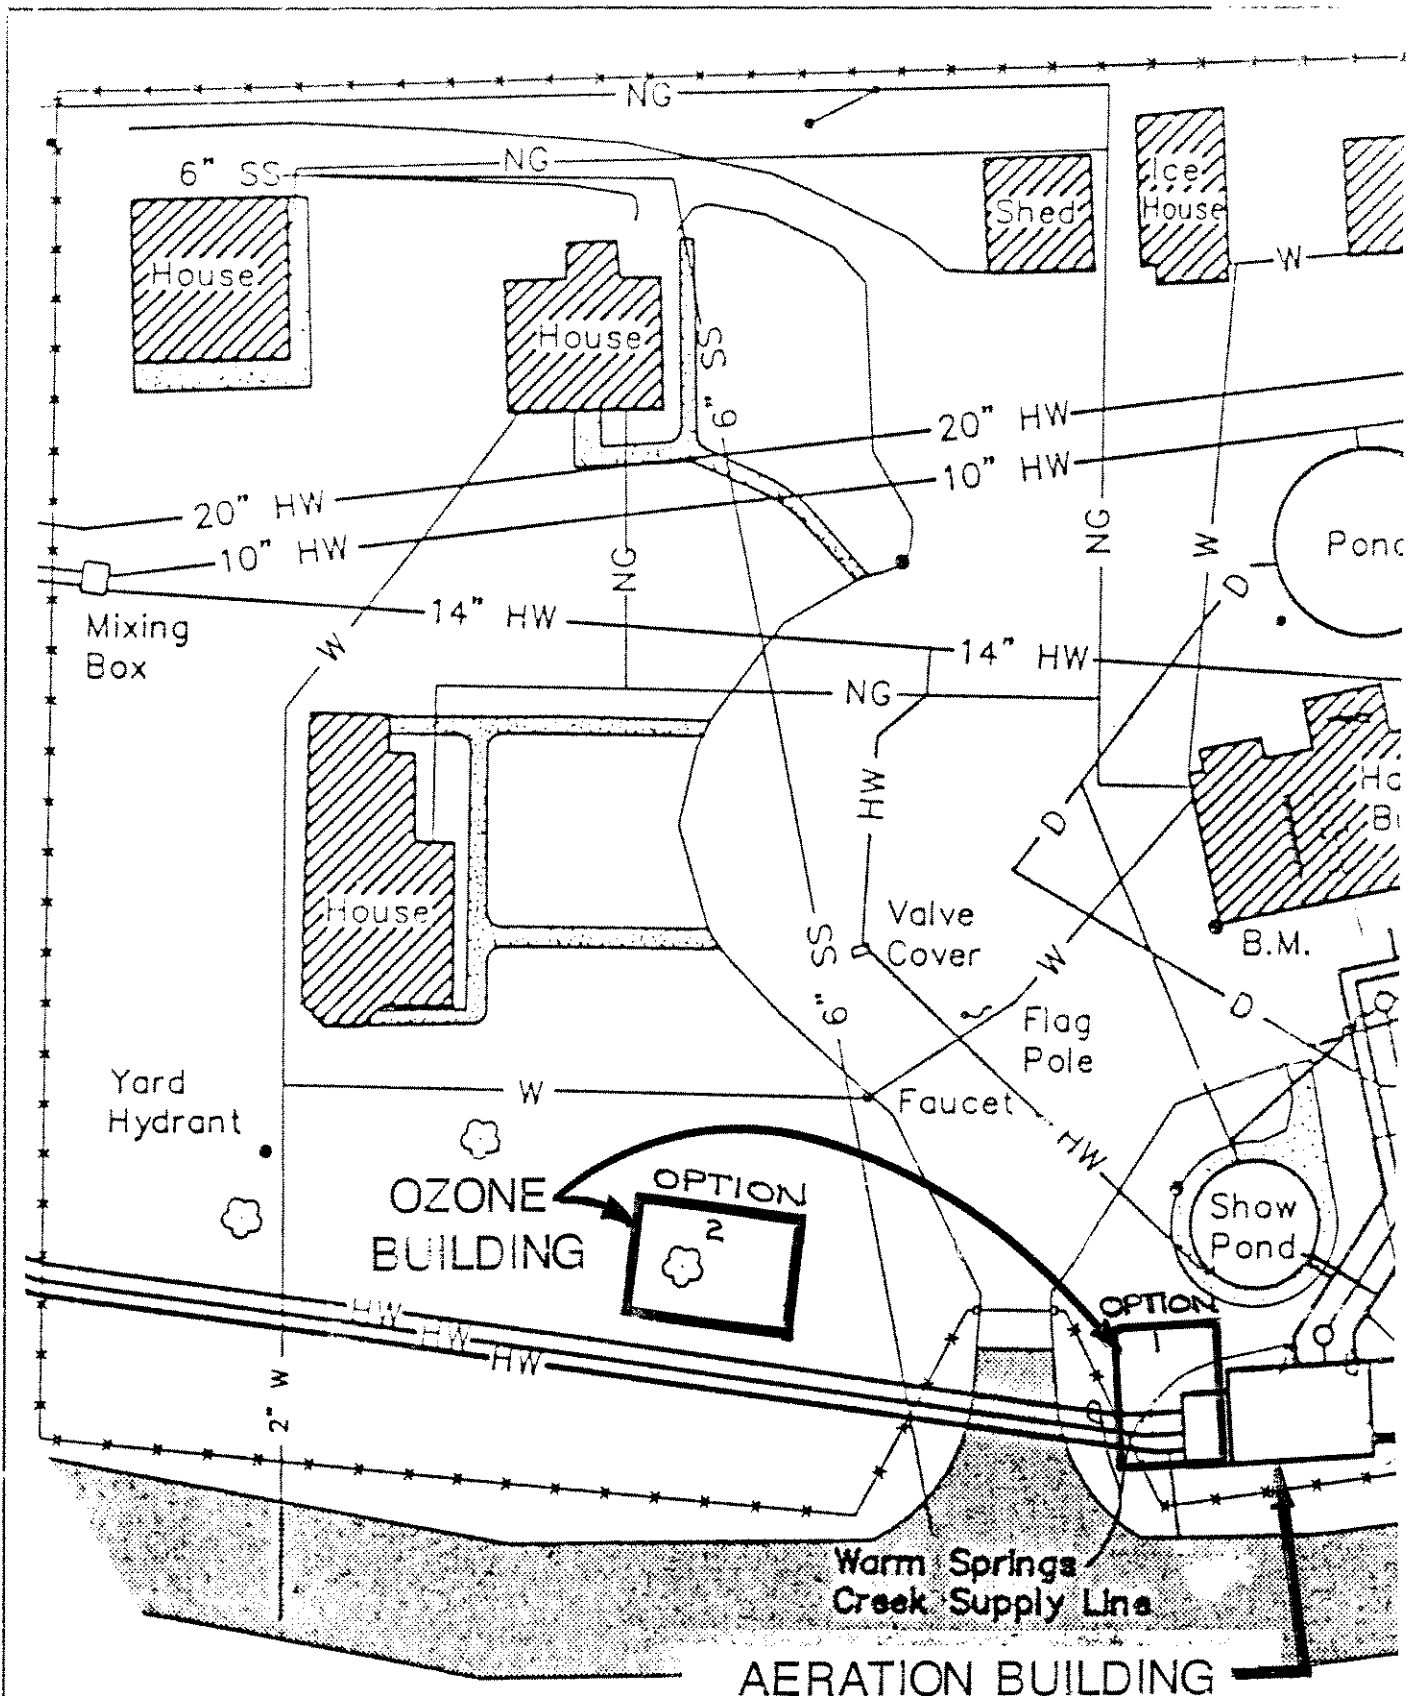 NG
NG
6" SS
Ice
House
Shed
W
House
House
6" SS
20" HW
10" HW
20" HW
10" HW
NG
W
Pond
NG
D
14" HW
Mixing
Box
W
14" HW
NG
HW
D
House
Valve
Cover
6" SS
W
B.M.
D
Flag
Pole
Yard
Hydrant
W
Faucet
HW
OZONE
BUILDING
OPTION
2
Show
Pond
OPTION
HW
HW
HW
2" W
D
Warm Springs
Creek Supply Line
AERATION BUILDING